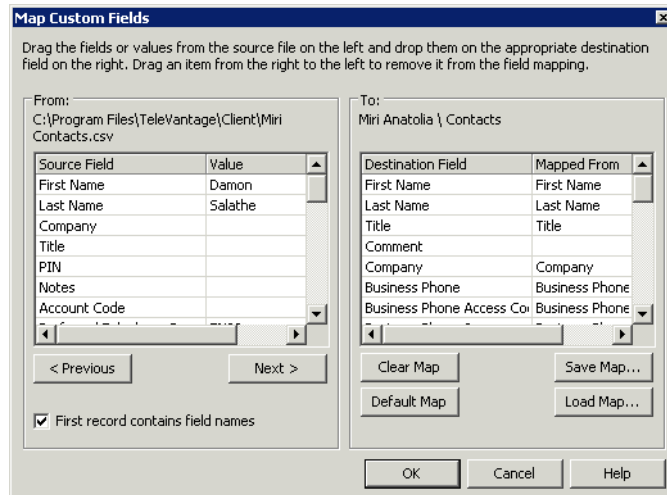 Map Custom Fields
Drag the fields or values from the source file on the left and drop them on the appropriate destination
field on the right. Drag an item from the right to the left to remove it from the field mapping.
From:
C:\Program Files\TeleVantage\Client\Miri
Contacts.csv
Source Field Value
First Name Damon
Last Name Salathe
Company
Title
PIN
Notes
Account Code
< Previous Next >
First record contains field names
To:
Miri Anatolia \ Contacts
Destination Field Mapped From
First Name First Name
Last Name Last Name
Title Title
Comment
Company Company
Business Phone Business Phone
Business Phone Access Co Business Phone
Clear Map Save Map...
Default Map Load Map...
OK Cancel Help